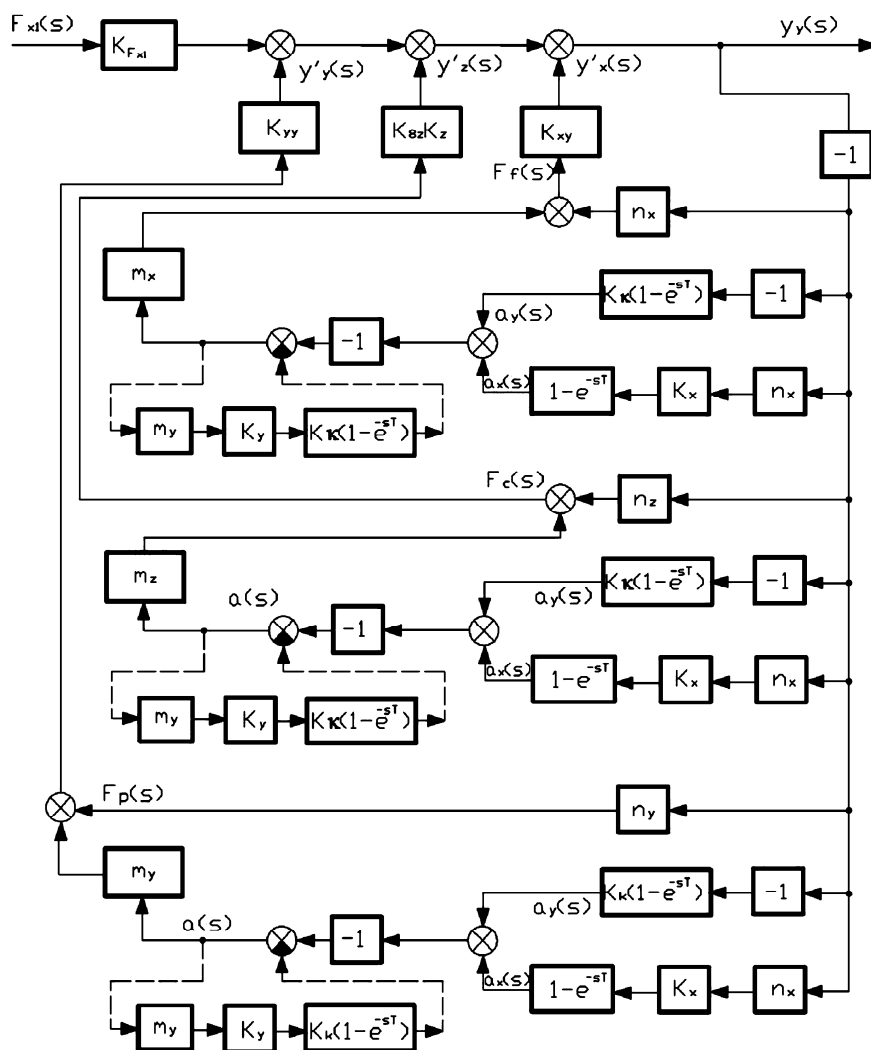 Fx1(s)
KFx1
y'y(s)
y'z(s)
y'x(s)
yy(s)
Kyy
K8zKz
Kxy
-1
Ff(s)
nx
mx
ay(s)
Kκ(1-e^-sT)
-1
-1
ax(s)
1-e^-sT
Kx
nx
my
Ky
Kκ(1-e^-sT)
Fc(s)
nz
mz
a(s)
ay(s)
Kκ(1-e^-sT)
-1
-1
ax(s)
1-e^-sT
Kx
nx
my
Ky
Kκ(1-e^-sT)
Fp(s)
ny
my
a(s)
ay(s)
Kk(1-e^-sT)
-1
-1
ax(s)
1-e^-sT
Kx
nx
my
Ky
Kk(1-e^-sT)